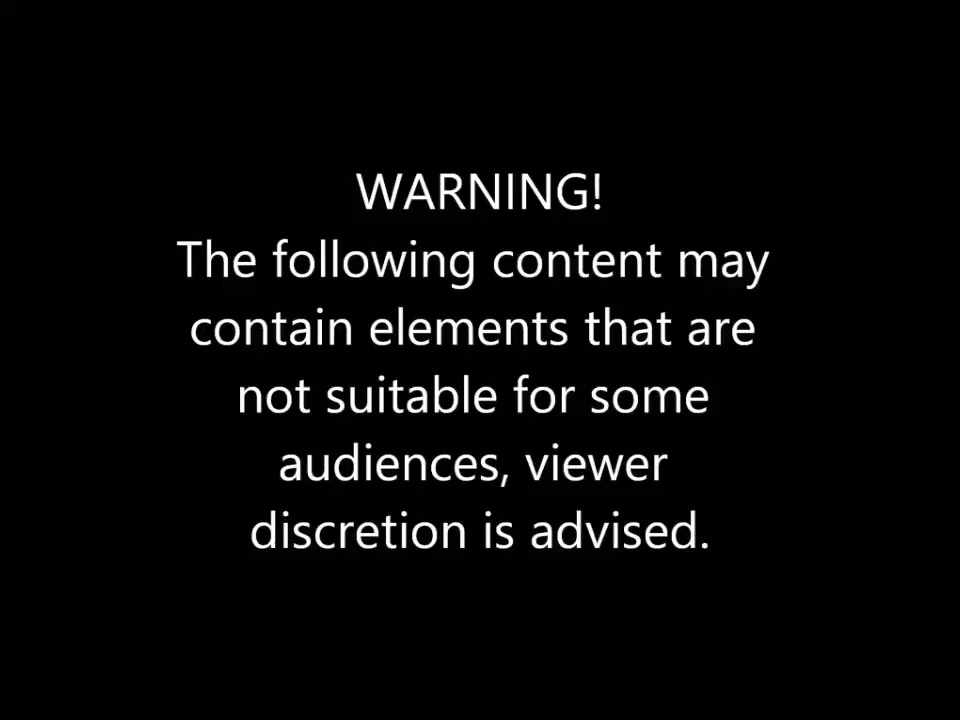 WARNING!
The following content may
contain elements that are
not suitable for some
audiences, viewer
discretion is advised.